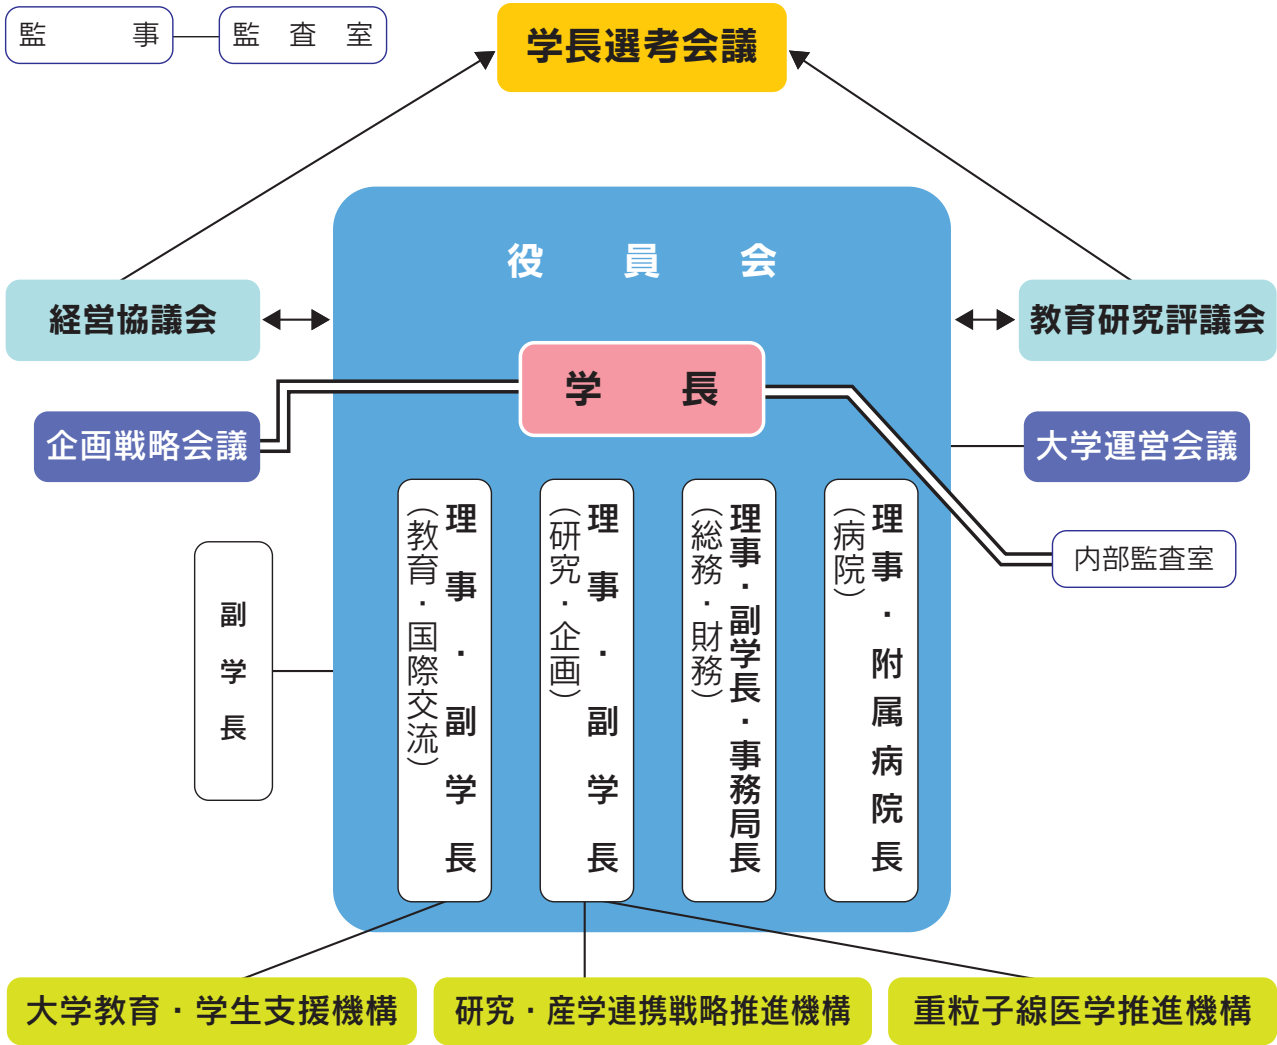 監事
監査室
学長選考会議
役員会
経営協議会
教育研究評議会
学長
企画戦略会議
大学運営会議
内部監査室
副学長
理事・副学長
（教育・国際交流）
理事・副学長
（研究・企画）
理事・副学長・事務局長
（総務・財務）
理事・附属病院長
（病院）
大学教育・学生支援機構
研究・産学連携戦略推進機構
重粒子線医学推進機構